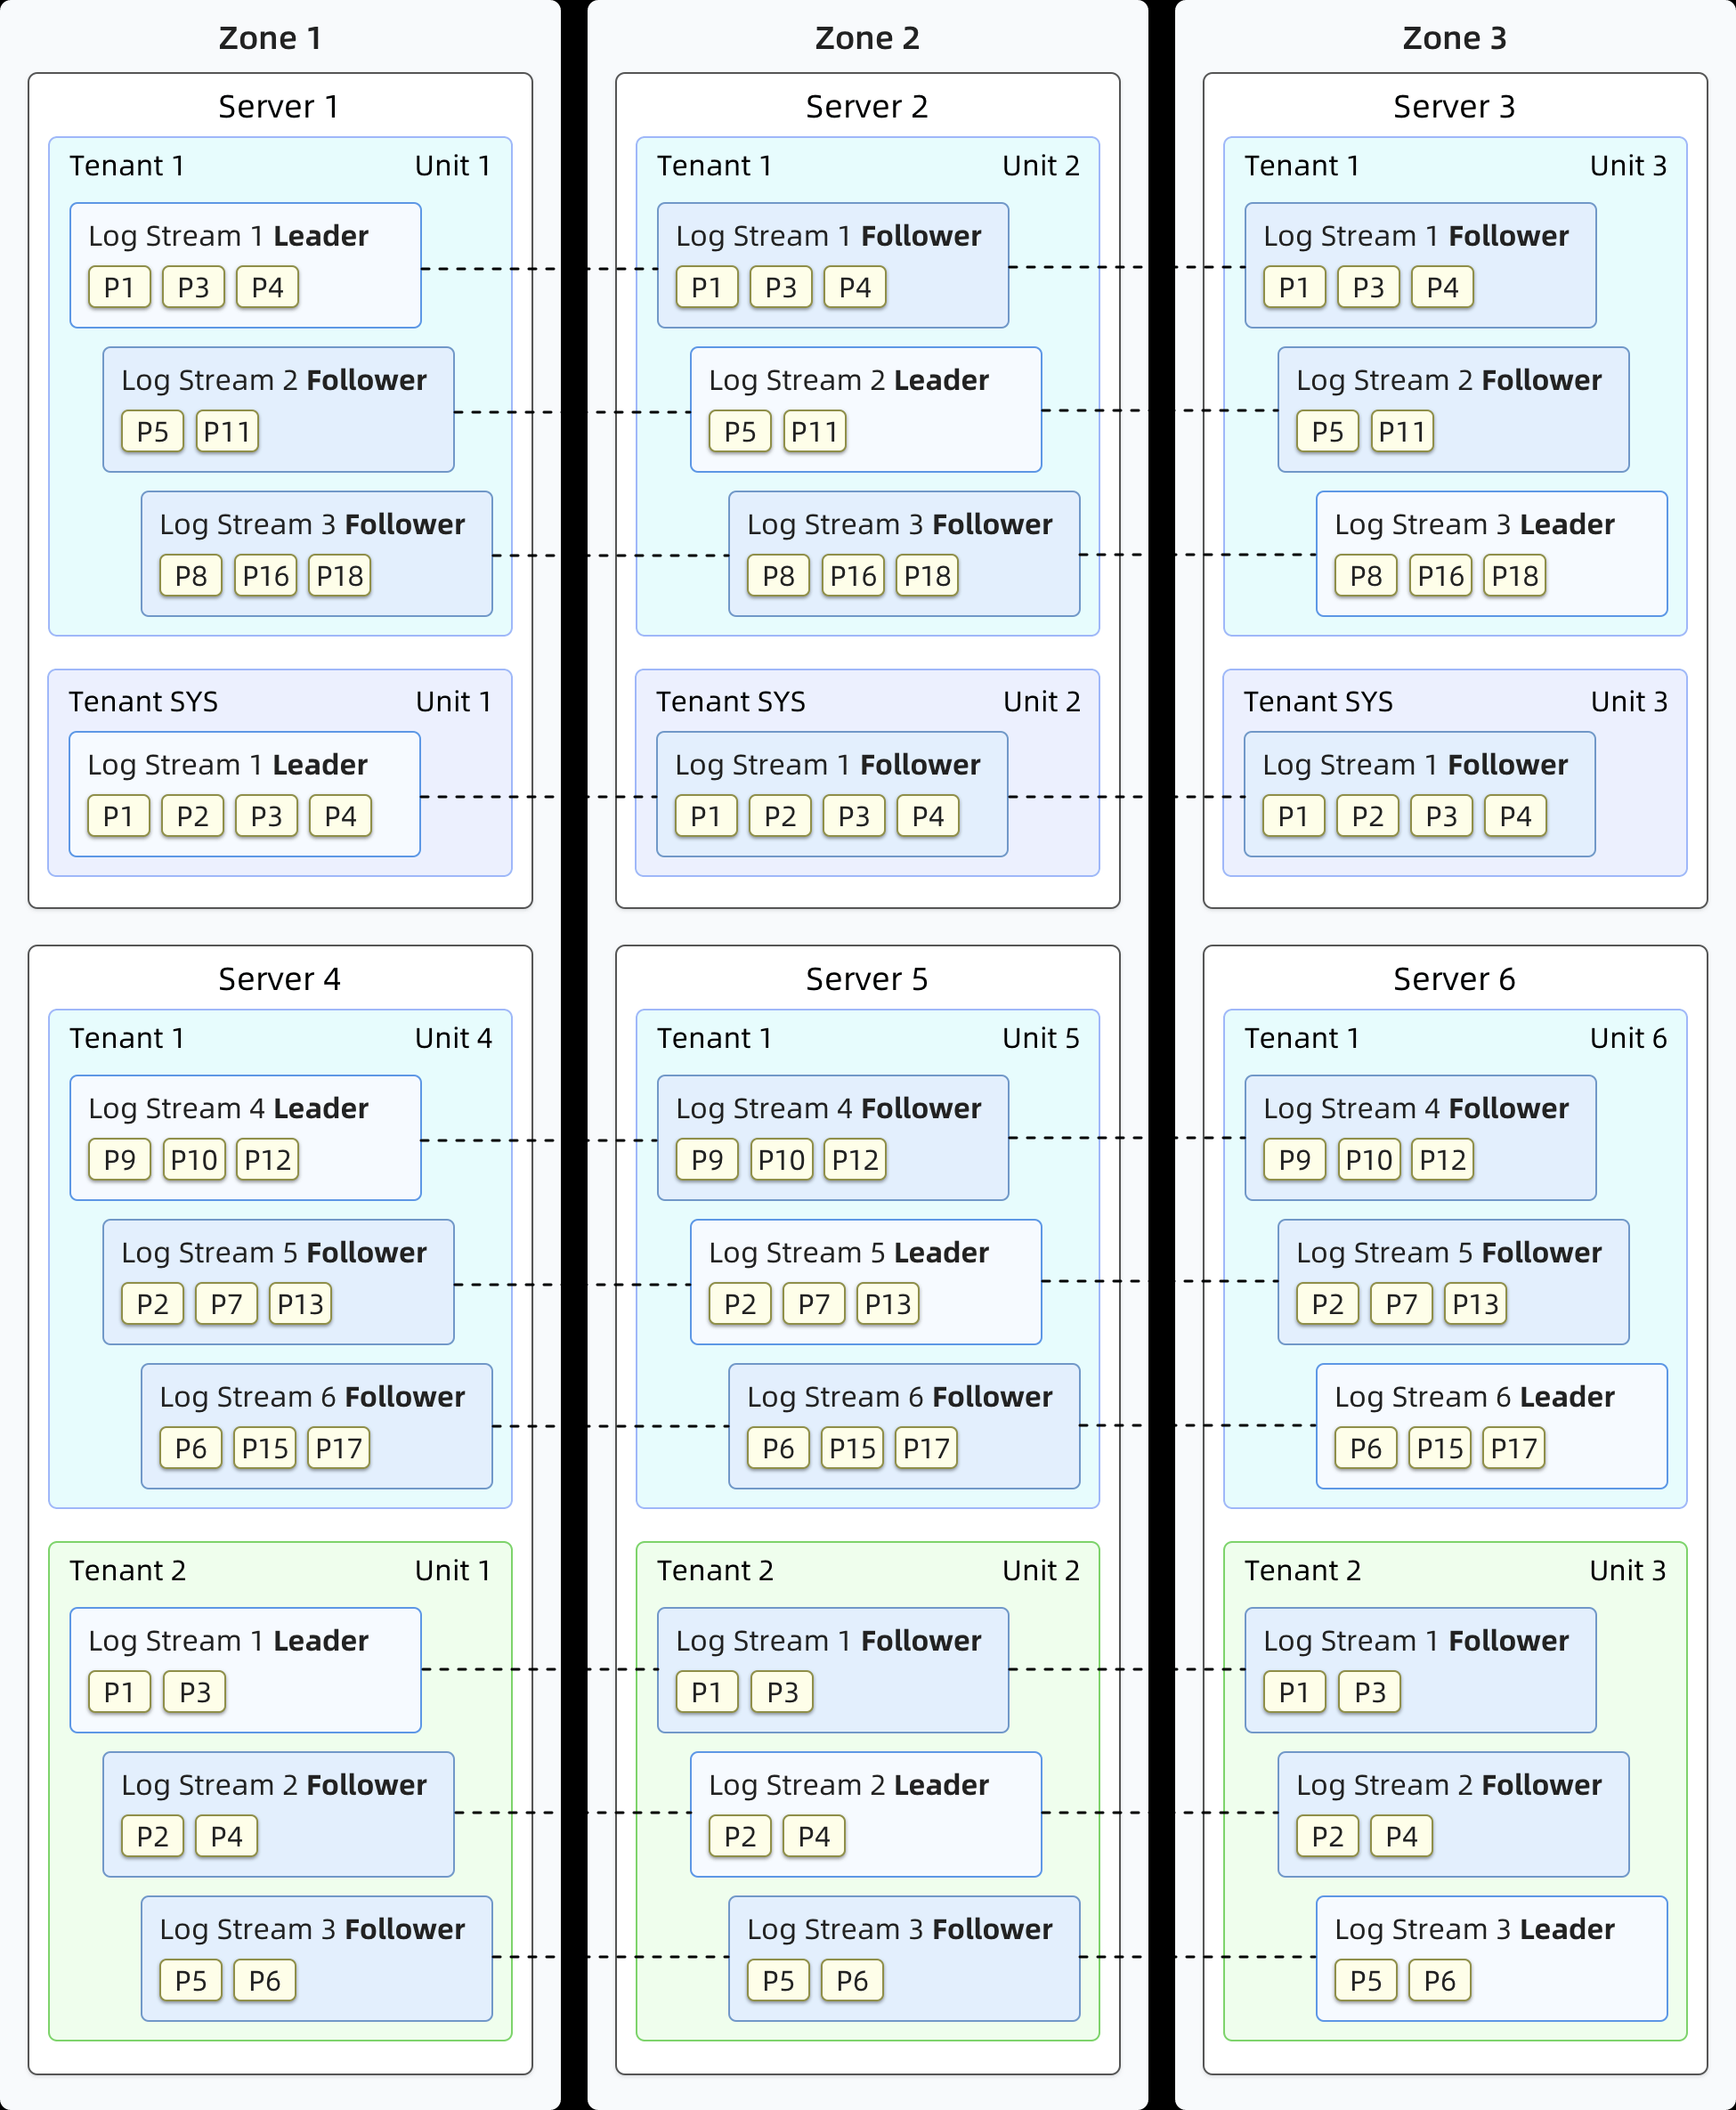 Zone 1
Server 1
Tenant 1 Unit 1
Log Stream 1 Leader
P1 P3 P4
Log Stream 2 Follower
P5 P11
Log Stream 3 Follower
P8 P16 P18
Tenant SYS Unit 1
Log Stream 1 Leader
P1 P2 P3 P4
Server 4
Tenant 1 Unit 4
Log Stream 4 Leader
P9 P10 P12
Log Stream 5 Follower
P2 P7 P13
Log Stream 6 Follower
P6 P15 P17
Tenant 2 Unit 1
Log Stream 1 Leader
P1 P3
Log Stream 2 Follower
P2 P4
Log Stream 3 Follower
P5 P6
Zone 2
Server 2
Tenant 1 Unit 2
Log Stream 1 Follower
P1 P3 P4
Log Stream 2 Leader
P5 P11
Log Stream 3 Follower
P8 P16 P18
Tenant SYS Unit 2
Log Stream 1 Follower
P1 P2 P3 P4
Server 5
Tenant 1 Unit 5
Log Stream 4 Follower
P9 P10 P12
Log Stream 5 Leader
P2 P7 P13
Log Stream 6 Follower
P6 P15 P17
Tenant 2 Unit 2
Log Stream 1 Follower
P1 P3
Log Stream 2 Leader
P2 P4
Log Stream 3 Follower
P5 P6
Zone 3
Server 3
Tenant 1 Unit 3
Log Stream 1 Follower
P1 P3 P4
Log Stream 2 Follower
P5 P11
Log Stream 3 Leader
P8 P16 P18
Tenant SYS Unit 3
Log Stream 1 Follower
P1 P2 P3 P4
Server 6
Tenant 1 Unit 6
Log Stream 4 Follower
P9 P10 P12
Log Stream 5 Follower
P2 P7 P13
Log Stream 6 Leader
P6 P15 P17
Tenant 2 Unit 3
Log Stream 1 Follower
P1 P3
Log Stream 2 Follower
P2 P4
Log Stream 3 Leader
P5 P6